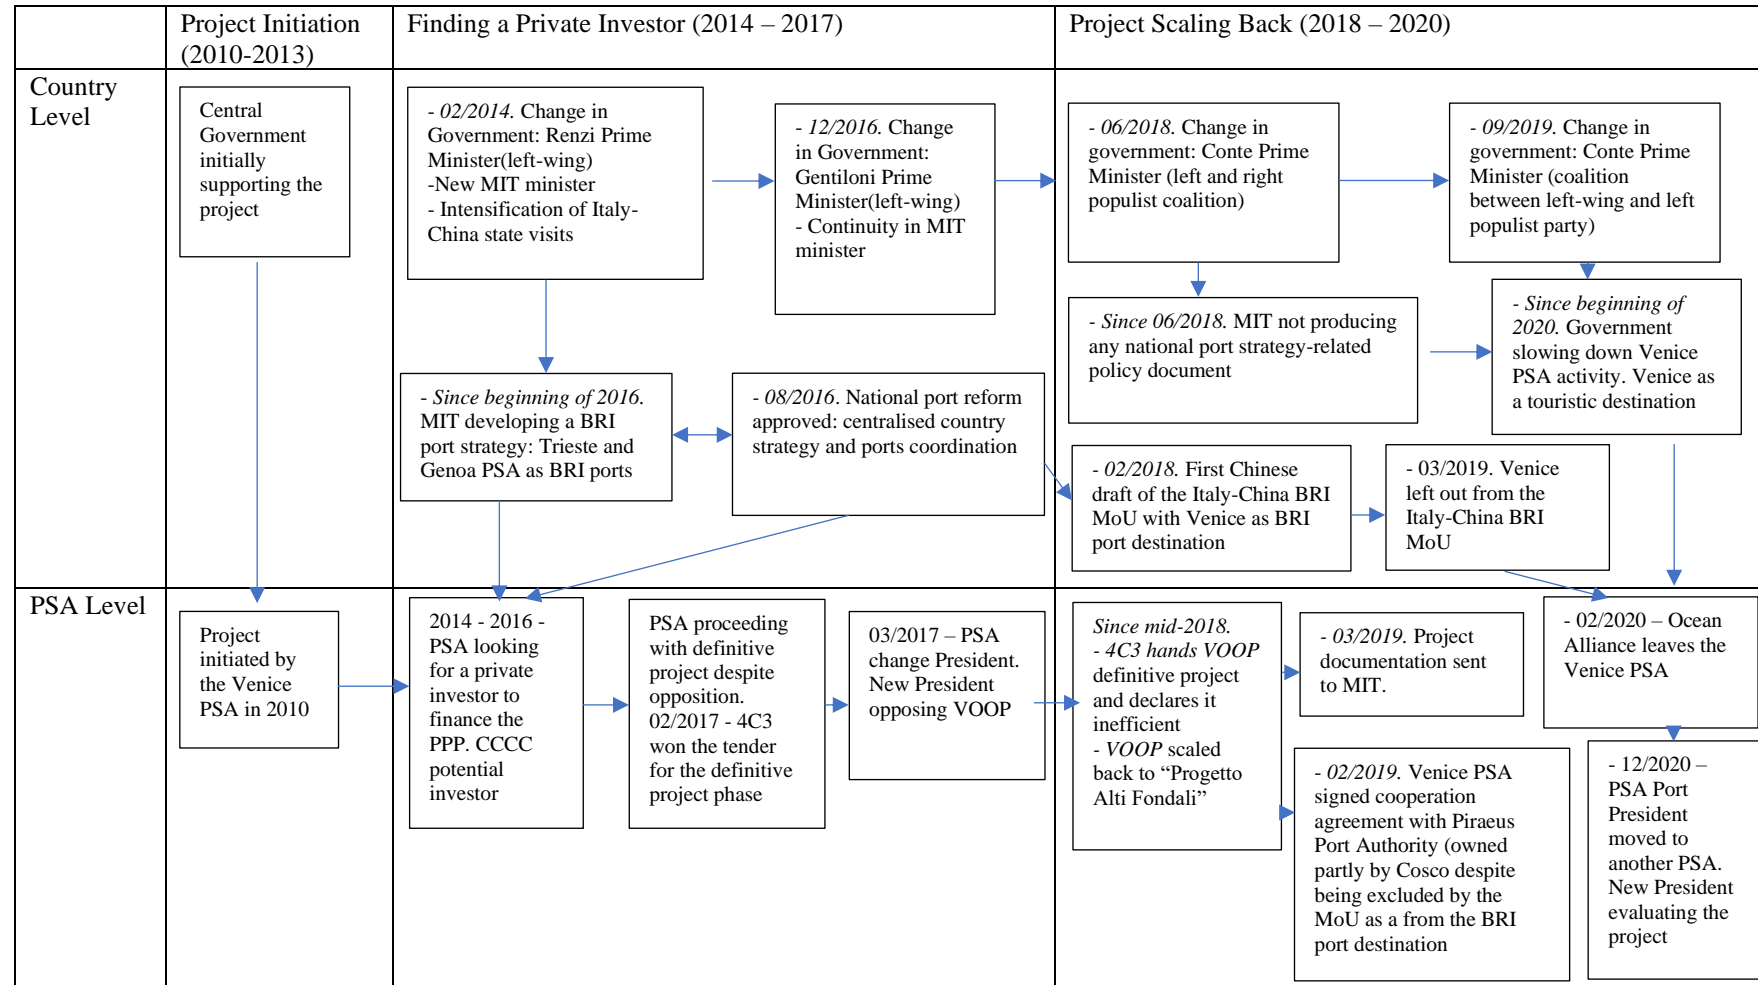 Project Initiation
(2010-2013)
Finding a Private Investor (2014 – 2017)
Project Scaling Back (2018 – 2020)
Country
Level
Central
Government
initially
supporting the
project
- 02/2014. Change in
Government: Renzi Prime
Minister(left-wing)
-New MIT minister
- Intensification of Italy-
China state visits
- 12/2016. Change
in Government:
Gentiloni Prime
Minister(left-wing)
- Continuity in MIT
minister
- 06/2018. Change in
government: Conte Prime
Minister (left and right
populist coalition)
- 09/2019. Change in
government: Conte Prime
Minister (coalition
between left-wing and left
populist party)
- Since beginning of 2016.
MIT developing a BRI
port strategy: Trieste and
Genoa PSA as BRI ports
- 08/2016. National port reform
approved: centralised country
strategy and ports coordination
- Since 06/2018. MIT not producing
any national port strategy-related
policy document
- Since beginning of
2020. Government
slowing down Venice
PSA activity. Venice as
a touristic destination
- 02/2018. First Chinese
draft of the Italy-China BRI
MoU with Venice as BRI
port destination
- 03/2019. Venice
left out from the
Italy-China BRI
MoU
PSA Level
Project
initiated by
the Venice
PSA in 2010
2014 - 2016 -
PSA looking
for a private
investor to
finance the
PPP. CCCC
potential
investor
PSA proceeding
with definitive
project despite
opposition.
02/2017 - 4C3
won the tender
for the definitive
project phase
03/2017 – PSA
change President.
New President
opposing VOOP
Since mid-2018.
- 4C3 hands VOOP
definitive project
and declares it
inefficient
- VOOP scaled
back to “Progetto
Alti Fondali”
- 03/2019. Project
documentation sent
to MIT.
- 02/2019. Venice PSA
signed cooperation
agreement with Piraeus
Port Authority (owned
partly by Cosco despite
being excluded by the
MoU as a from the BRI
port destination
- 02/2020 – Ocean
Alliance leaves the
Venice PSA
- 12/2020 –
PSA Port
President
moved to
another PSA.
New President
evaluating the
project